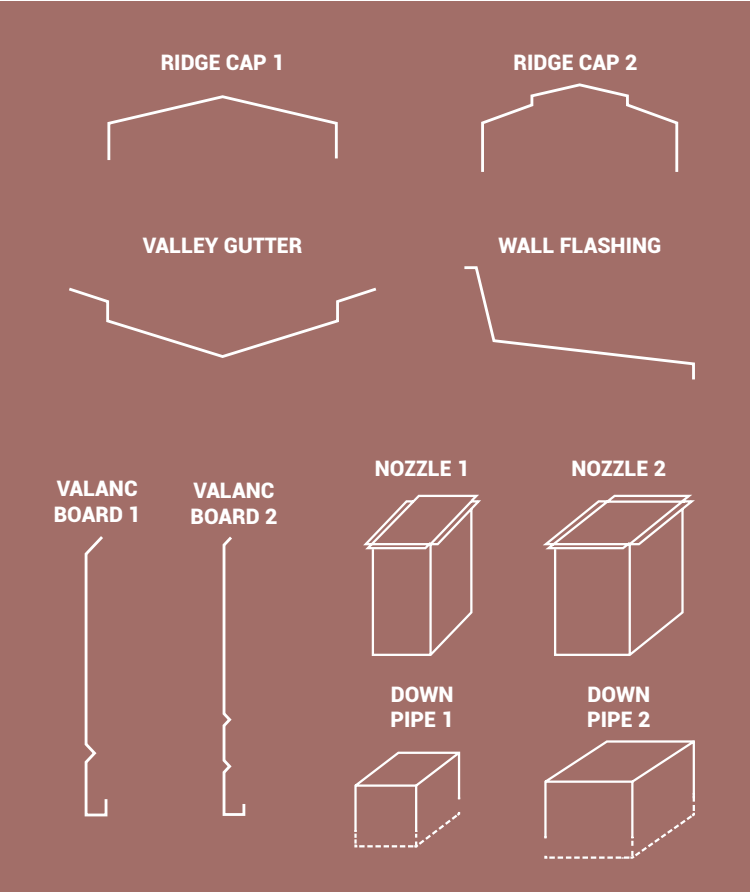 RIDGE CAP 1
RIDGE CAP 2
VALLEY GUTTER
WALL FLASHING
VALANC
BOARD 1
VALANC
BOARD 2
NOZZLE 1
NOZZLE 2
DOWN
PIPE 1
DOWN
PIPE 2